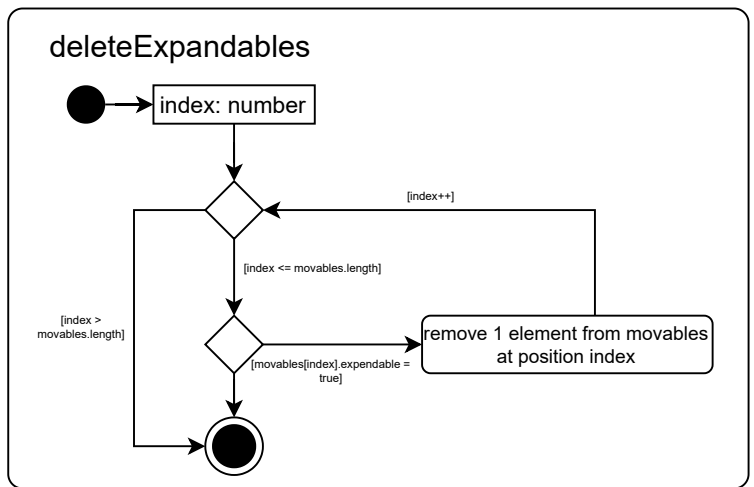 deleteExpandables
index: number
[index++]
[index <= movables.length]
[index >
movables.length]
remove 1 element from movables
at position index
[movables[index].expendable =
true]